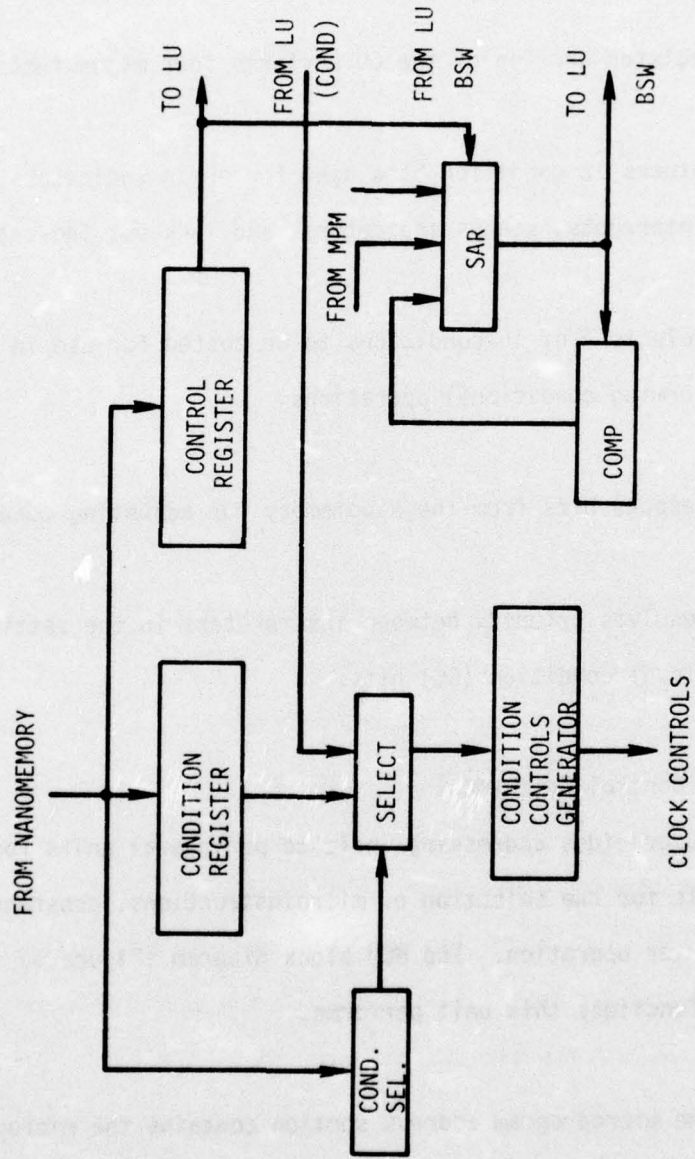 FROM NANOMEMORY
CONDITION
REGISTER
CONTROL
REGISTER
TO LU
FROM LU
(COND)
COND.
SEL.
SELECT
FROM MPM
FROM LU
BSW
SAR
CONDITION
CONTROLS
GENERATOR
COMP
TO LU
BSW
CLOCK CONTROLS